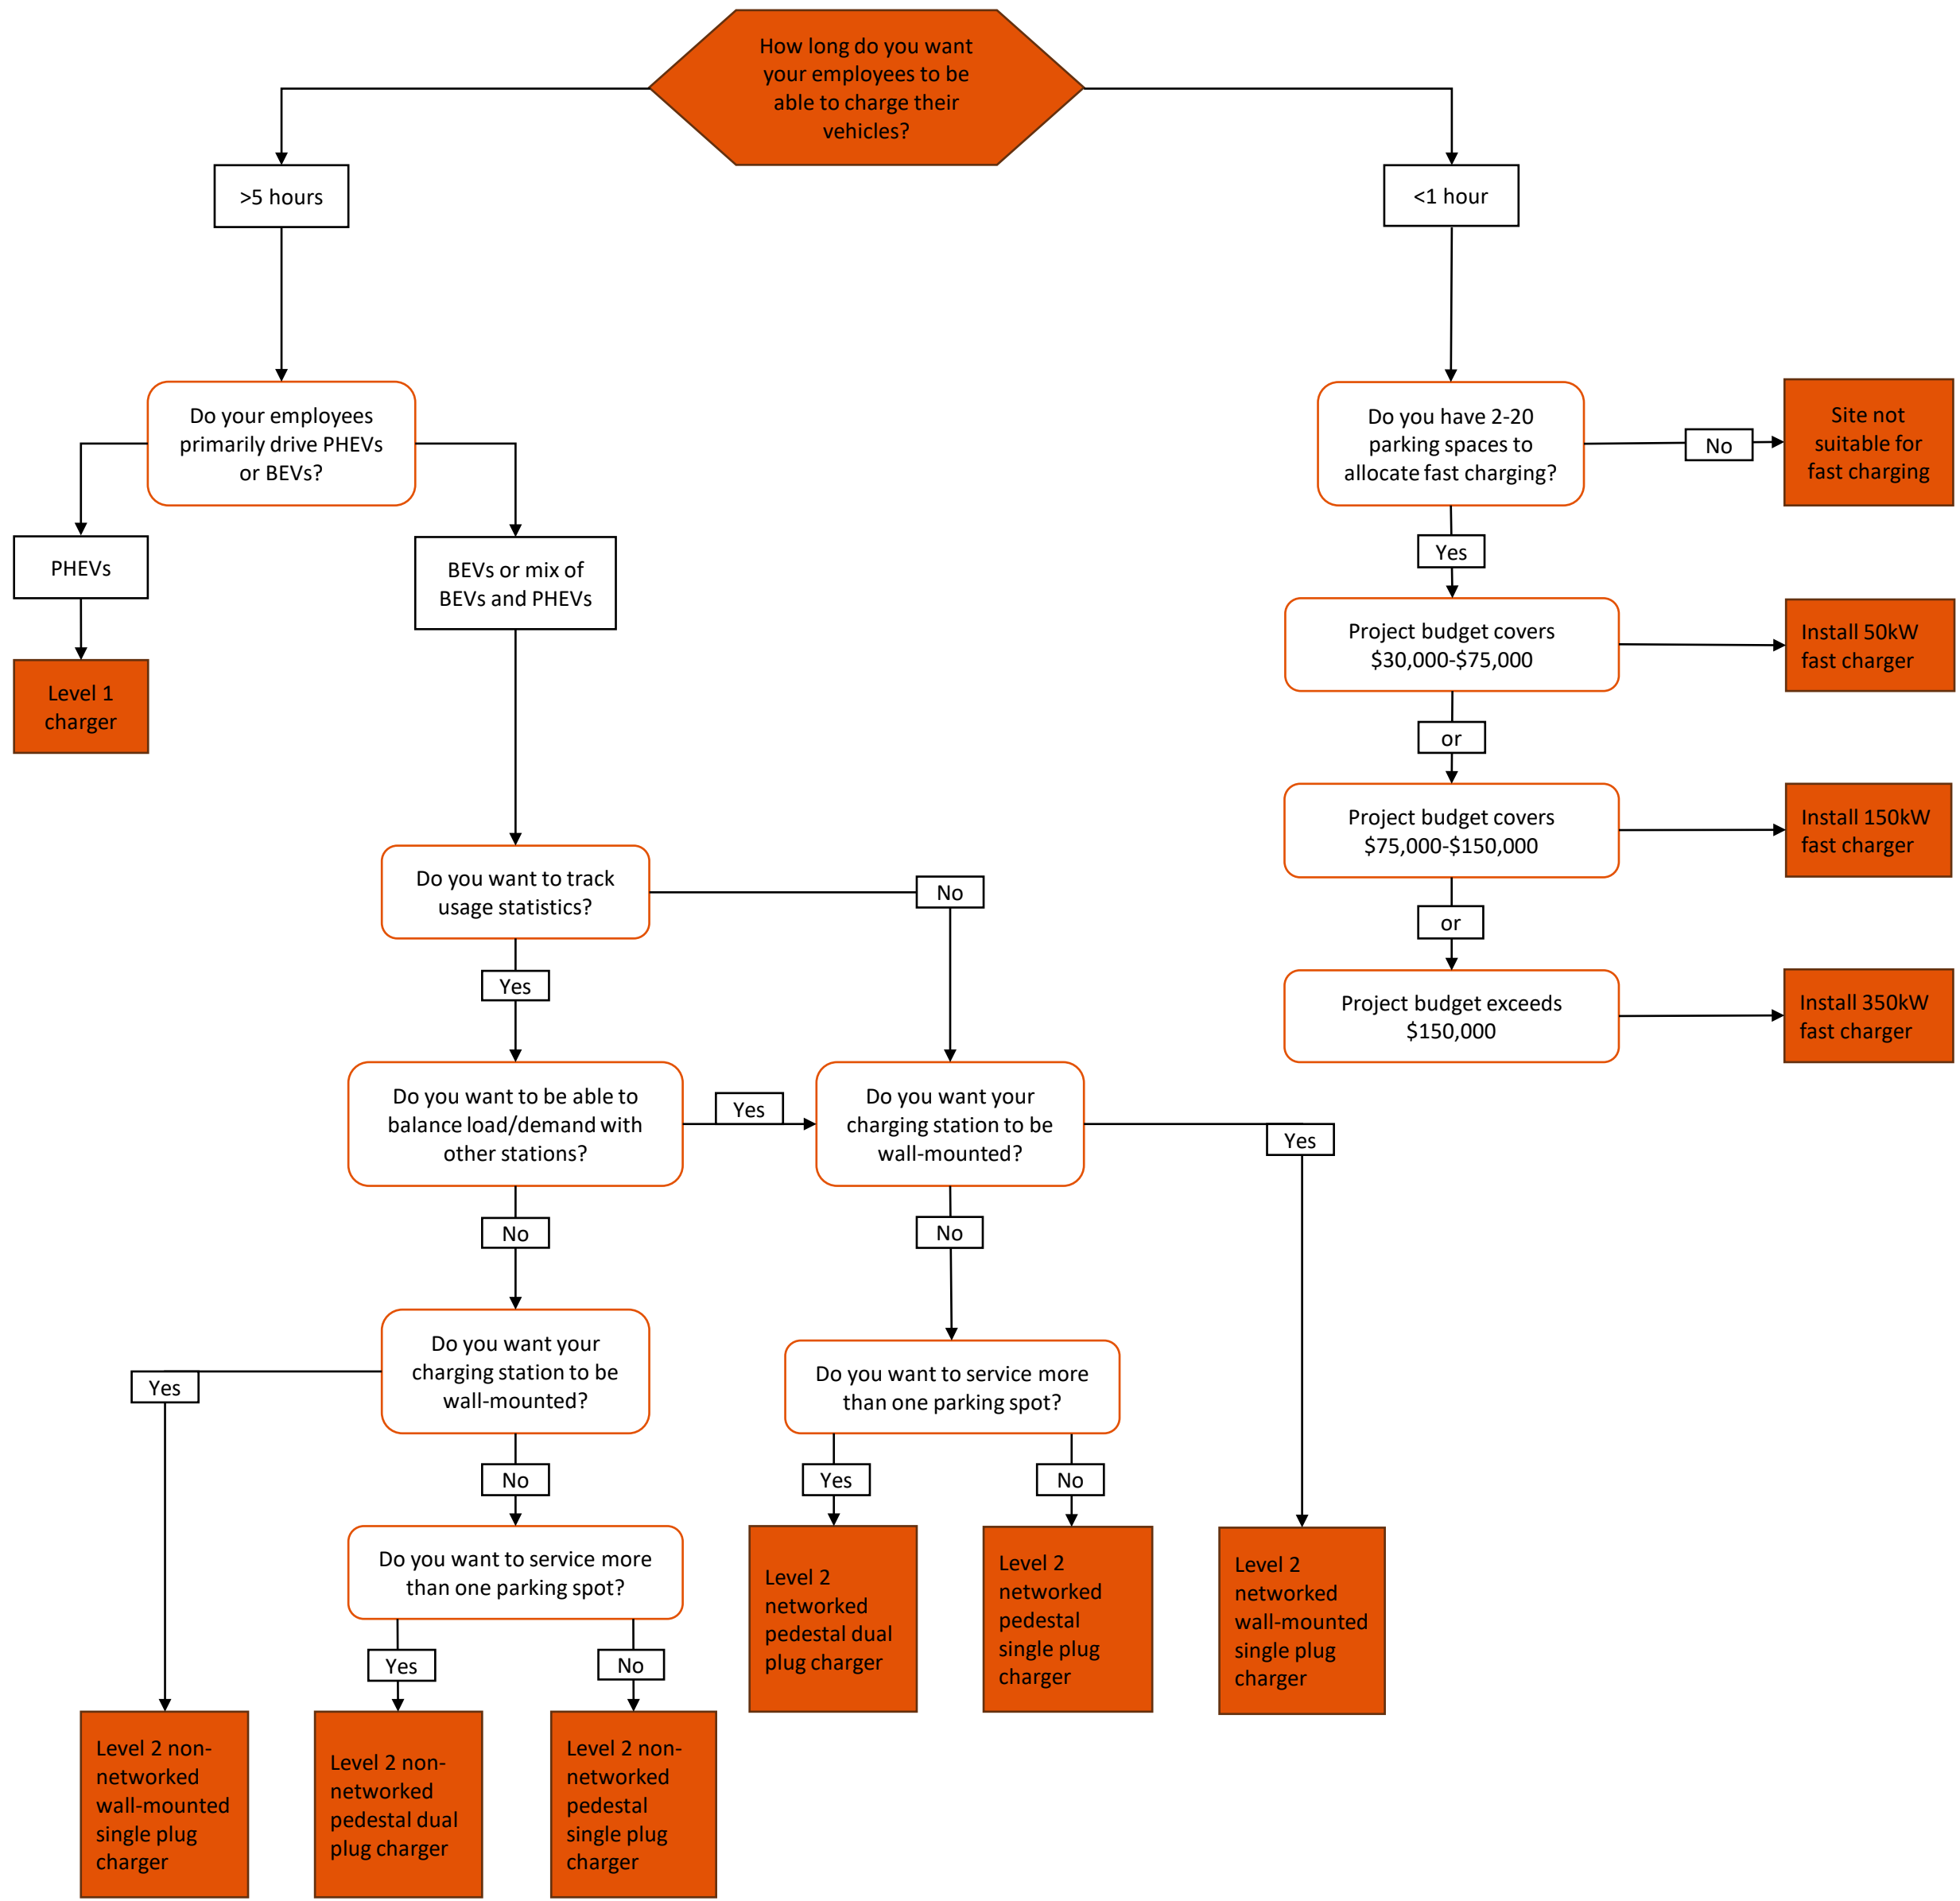 How long do you want
your employees to be
able to charge their
vehicles?
>5 hours
<1 hour
Do your employees
primarily drive PHEVs
or BEVs?
Do you have 2-20
parking spaces to
allocate fast charging?
No
Site not
suitable for
fast charging
PHEVs
BEVs or mix of
BEVs and PHEVs
Yes
Level 1
charger
Project budget covers
$30,000-$75,000
Install 50kW
fast charger
or
Project budget covers
$75,000-$150,000
Install 150kW
fast charger
Do you want to track
usage statistics?
No
or
Yes
Project budget exceeds
$150,000
Install 350kW
fast charger
Do you want to be able to
balance load/demand with
other stations?
Yes
Do you want your
charging station to be
wall-mounted?
Yes
No
No
Do you want your
charging station to be
wall-mounted?
Yes
Do you want to service more
than one parking spot?
No
Yes
No
Do you want to service more
than one parking spot?
Level 2
networked
pedestal dual
plug charger
Level 2
networked
pedestal
single plug
charger
Level 2
networked
wall-mounted
single plug
charger
Yes
No
Level 2 non-
networked
wall-mounted
single plug
charger
Level 2 non-
networked
pedestal dual
plug charger
Level 2 non-
networked
pedestal
single plug
charger